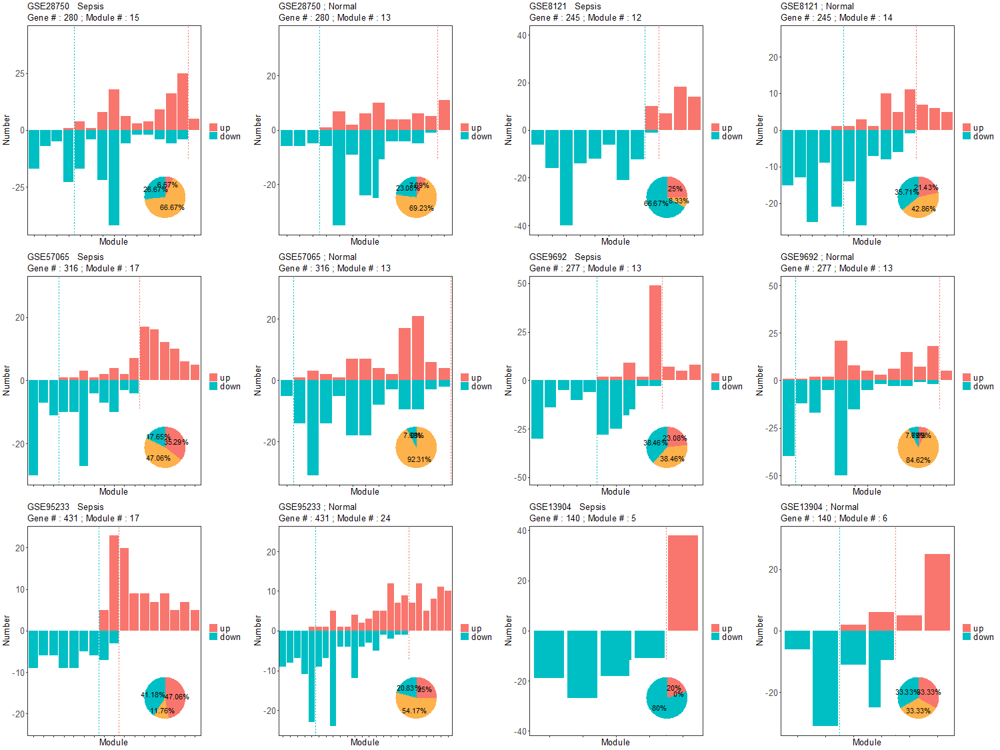 GSE28750   Sepsis
Gene # : 280 ; Module # : 15
25
0
-25
Number
Module
up
down
6.67%
26.67%
66.67%
GSE28750 ; Normal
Gene # : 280 ; Module # : 13
20
0
-20
Number
Module
up
down
7.69%
23.08%
69.23%
GSE8121   Sepsis
Gene # : 245 ; Module # : 12
40
20
0
-20
-40
Number
Module
up
down
25%
8.33%
66.67%
GSE8121 ; Normal
Gene # : 245 ; Module # : 14
20
10
0
-10
-20
Number
Module
up
down
21.43%
35.71%
42.86%
GSE57065   Sepsis
Gene # : 316 ; Module # : 17
20
0
-20
Number
Module
up
down
17.65%
35.29%
47.06%
GSE57065 ; Normal
Gene # : 316 ; Module # : 13
20
0
-20
Number
Module
up
down
92.31%
GSE9692   Sepsis
Gene # : 277 ; Module # : 13
50
25
0
-25
-50
Number
Module
up
down
23.08%
38.46%
38.46%
GSE9692 ; Normal
Gene # : 277 ; Module # : 13
50
25
0
-25
-50
Number
Module
up
down
84.62%
GSE95233   Sepsis
Gene # : 431 ; Module # : 17
20
10
0
-10
-20
Number
Module
up
down
41.18%
47.06%
11.76%
GSE95233 ; Normal
Gene # : 431 ; Module # : 24
20
10
0
-10
-20
Number
Module
up
down
20.83%
25%
54.17%
GSE13904   Sepsis
Gene # : 140 ; Module # : 5
40
20
0
-20
-40
Number
Module
up
down
20%
0%
80%
GSE13904 ; Normal
Gene # : 140 ; Module # : 6
20
0
-20
Number
Module
up
down
33.33%
33.33%
33.33%